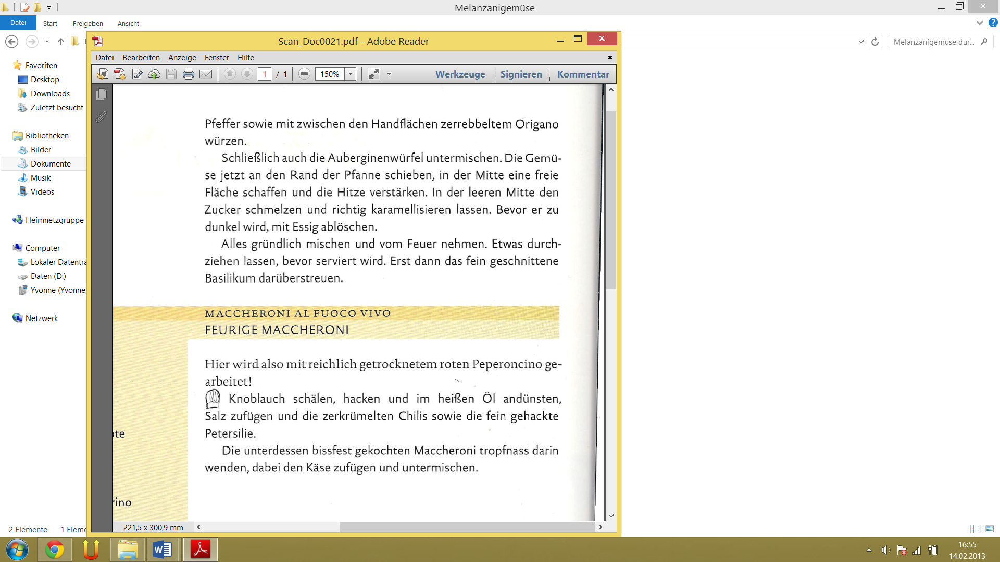 Melanzanigemüse
Datei Start Freigeben Ansicht
Melanzanigemüse dur...
Favoriten
Desktop
Downloads
Zuletzt besucht
Bibliotheken
Bilder
Dokumente
Musik
Videos
Heimnetzgruppe
Computer
Lokaler Datenträ
Daten (D:)
Yvonne (Yvonne-
Netzwerk
2 Elemente 1 Eleme
Scan_Doc0021.pdf - Adobe Reader
Datei Bearbeiten Anzeige Fenster Hilfe
1 / 1 150% Werkzeuge Signieren Kommentar
Pfeffer sowie mit zwischen den Handflächen zerrebbeltem Origano
würzen.
Schließlich auch die Auberginenwürfel untermischen. Die Gemü-
se jetzt an den Rand der Pfanne schieben, in der Mitte eine freie
Fläche schaffen und die Hitze verstärken. In der leeren Mitte den
Zucker schmelzen und richtig karamellisieren lassen. Bevor er zu
dunkel wird, mit Essig ablöschen.
Alles gründlich mischen und vom Feuer nehmen. Etwas durch-
ziehen lassen, bevor serviert wird. Erst dann das fein geschnittene
Basilikum darüberstreuen.
MACCHERONI AL FUOCO VIVO
FEURIGE MACCHERONI
Hier wird also mit reichlich getrocknetem roten Peperoncino ge-
arbeitet!
Knoblauch schälen, hacken und im heißen Öl andünsten,
Salz zufügen und die zerkrümelten Chilis sowie die fein gehackte
Petersilie.
Die unterdessen bissfest gekochten Maccheroni tropfnass darin
wenden, dabei den Käse zufügen und untermischen.
221,5 x 300,9 mm
16:55
14.02.2013